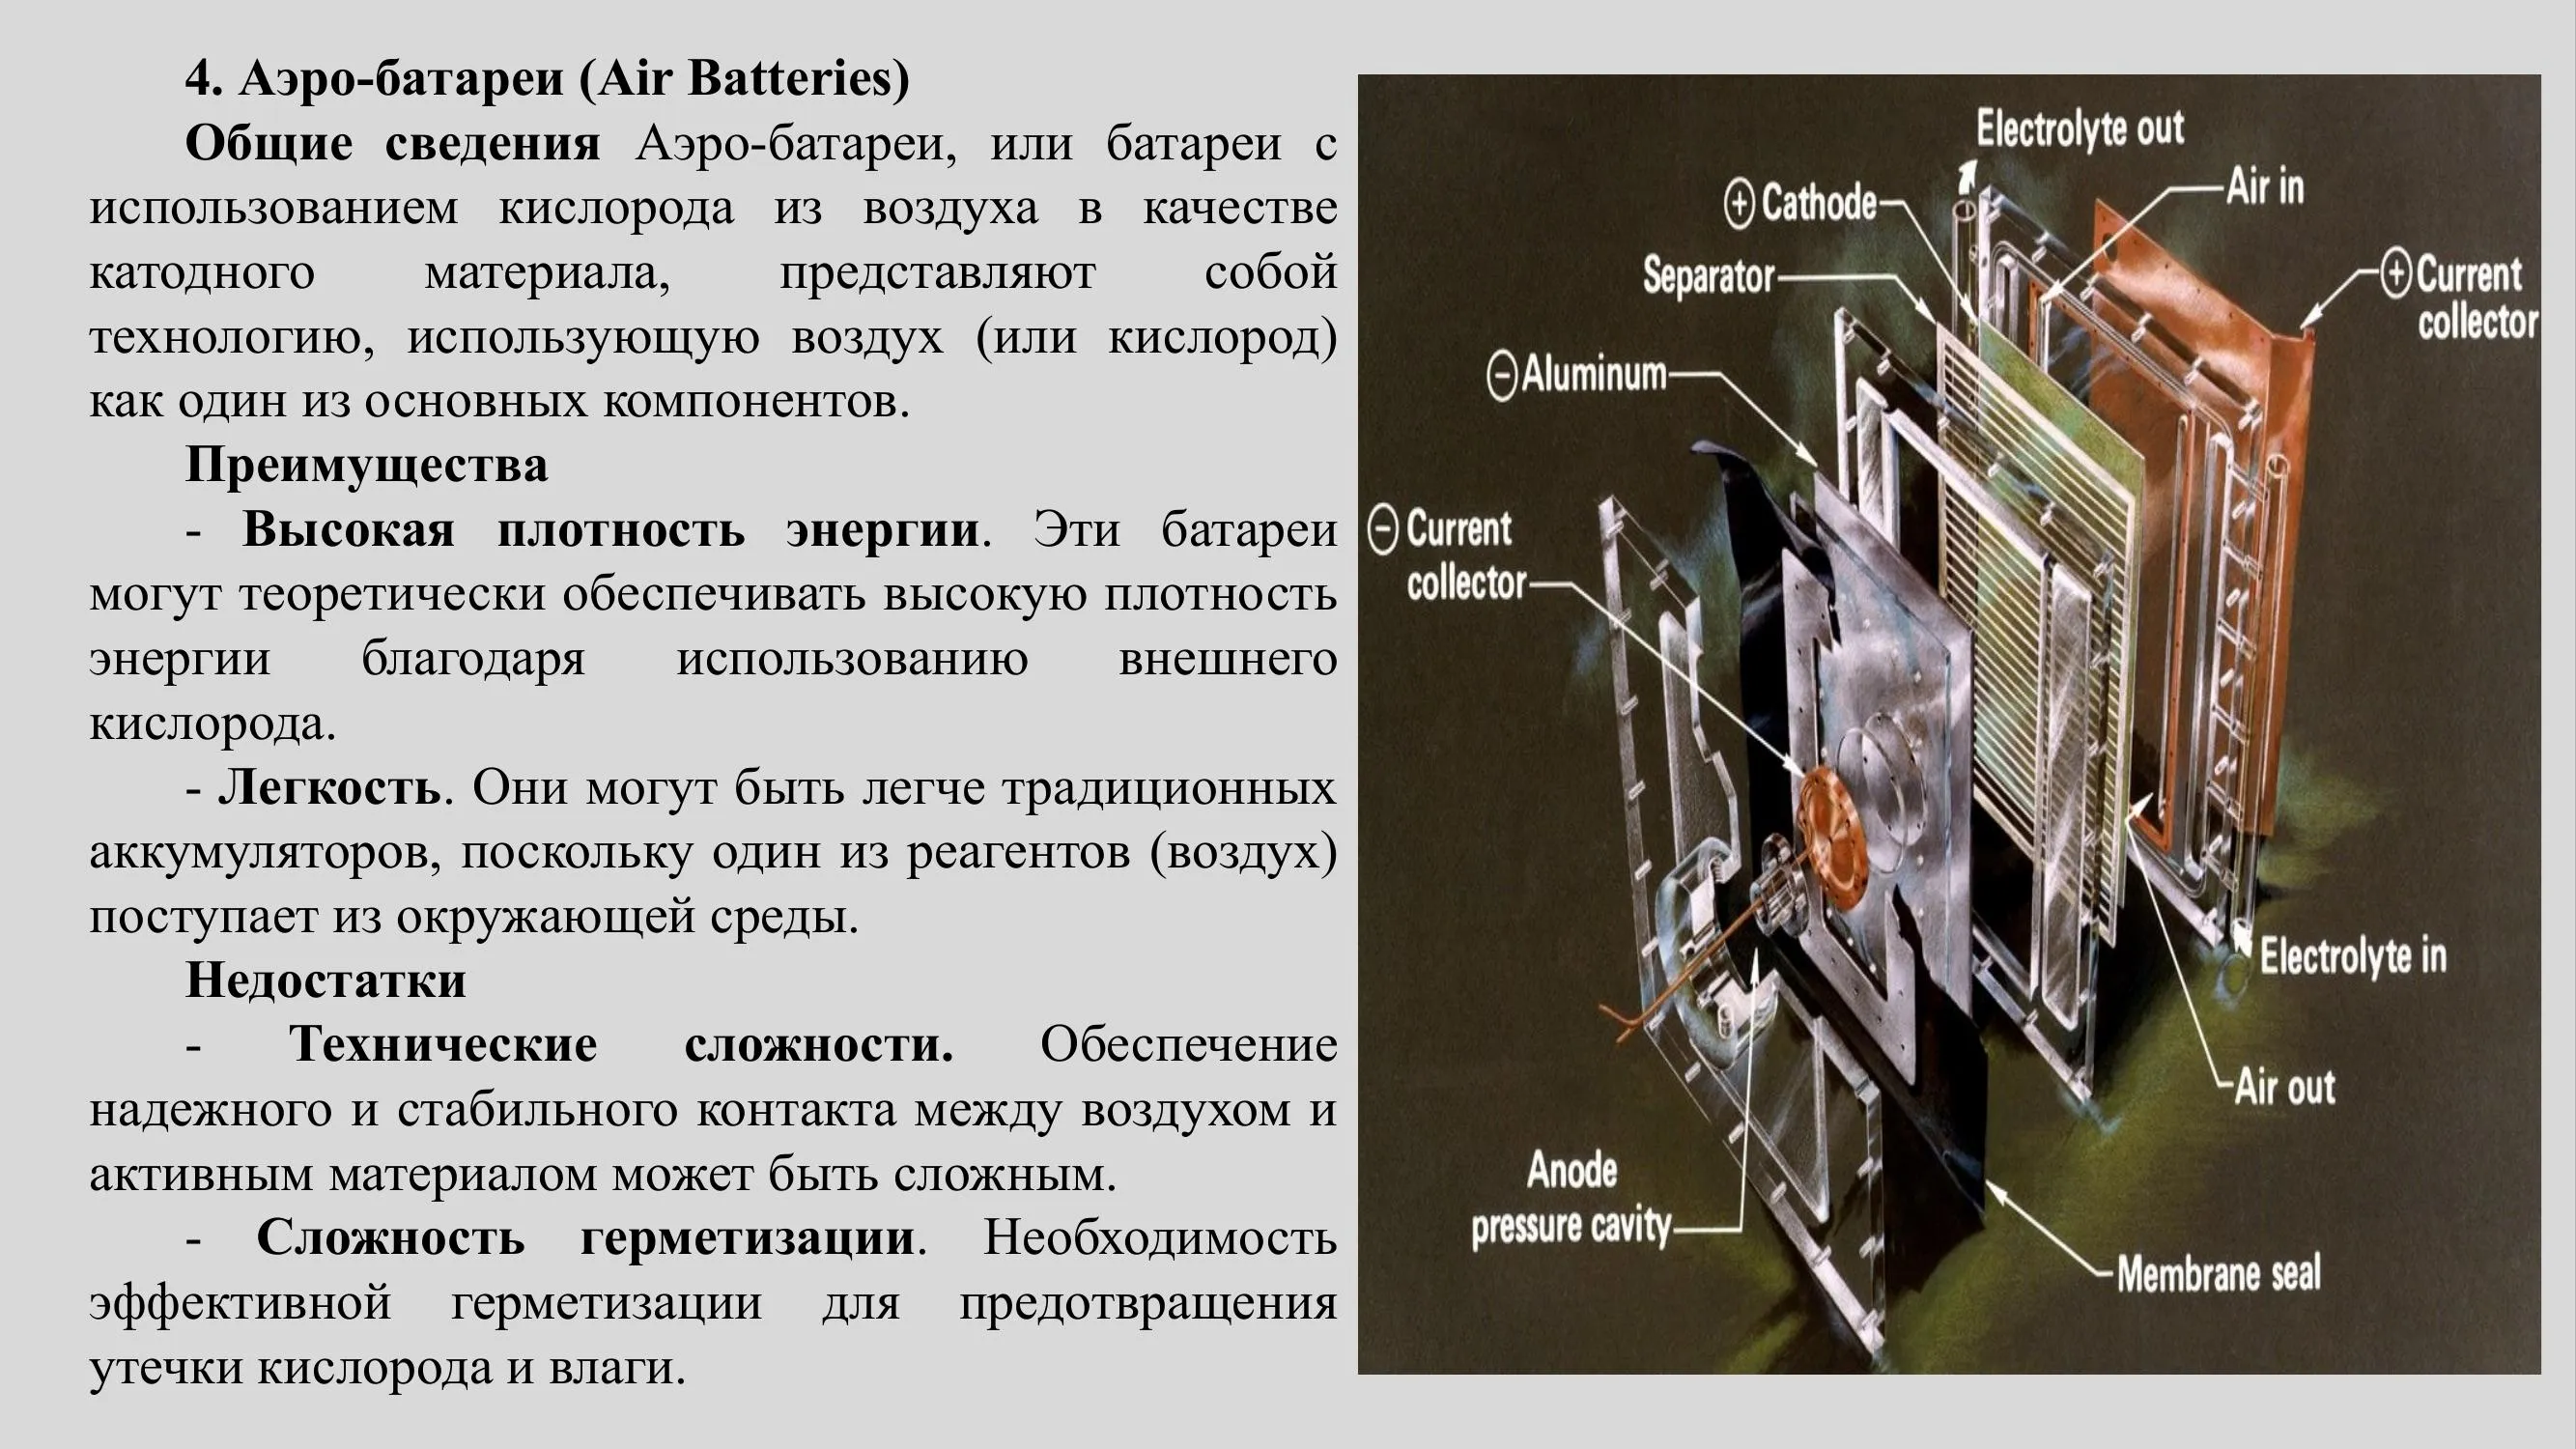 4. Аэро-батареи (Air Batteries)
Общие сведения Аэро-батареи, или батареи с
использованием кислорода из воздуха в качестве
катодного материала, представляют собой
технологию, использующую воздух (или кислород)
как один из основных компонентов.
Преимущества
- Высокая плотность энергии. Эти батареи
могут теоретически обеспечивать высокую плотность
энергии благодаря использованию внешнего
кислорода.
- Легкость. Они могут быть легче традиционных
аккумуляторов, поскольку один из реагентов (воздух)
поступает из окружающей среды.
Недостатки
- Технические сложности. Обеспечение
надежного и стабильного контакта между воздухом и
активным материалом может быть сложным.
- Сложность герметизации. Необходимость
эффективной герметизации для предотвращения
утечки кислорода и влаги.
Electrolyte out
Air in
+ Cathode
Separator
+ Current
collector
− Aluminum
− Current
collector
Electrolyte in
Air out
Anode
pressure cavity
Membrane seal